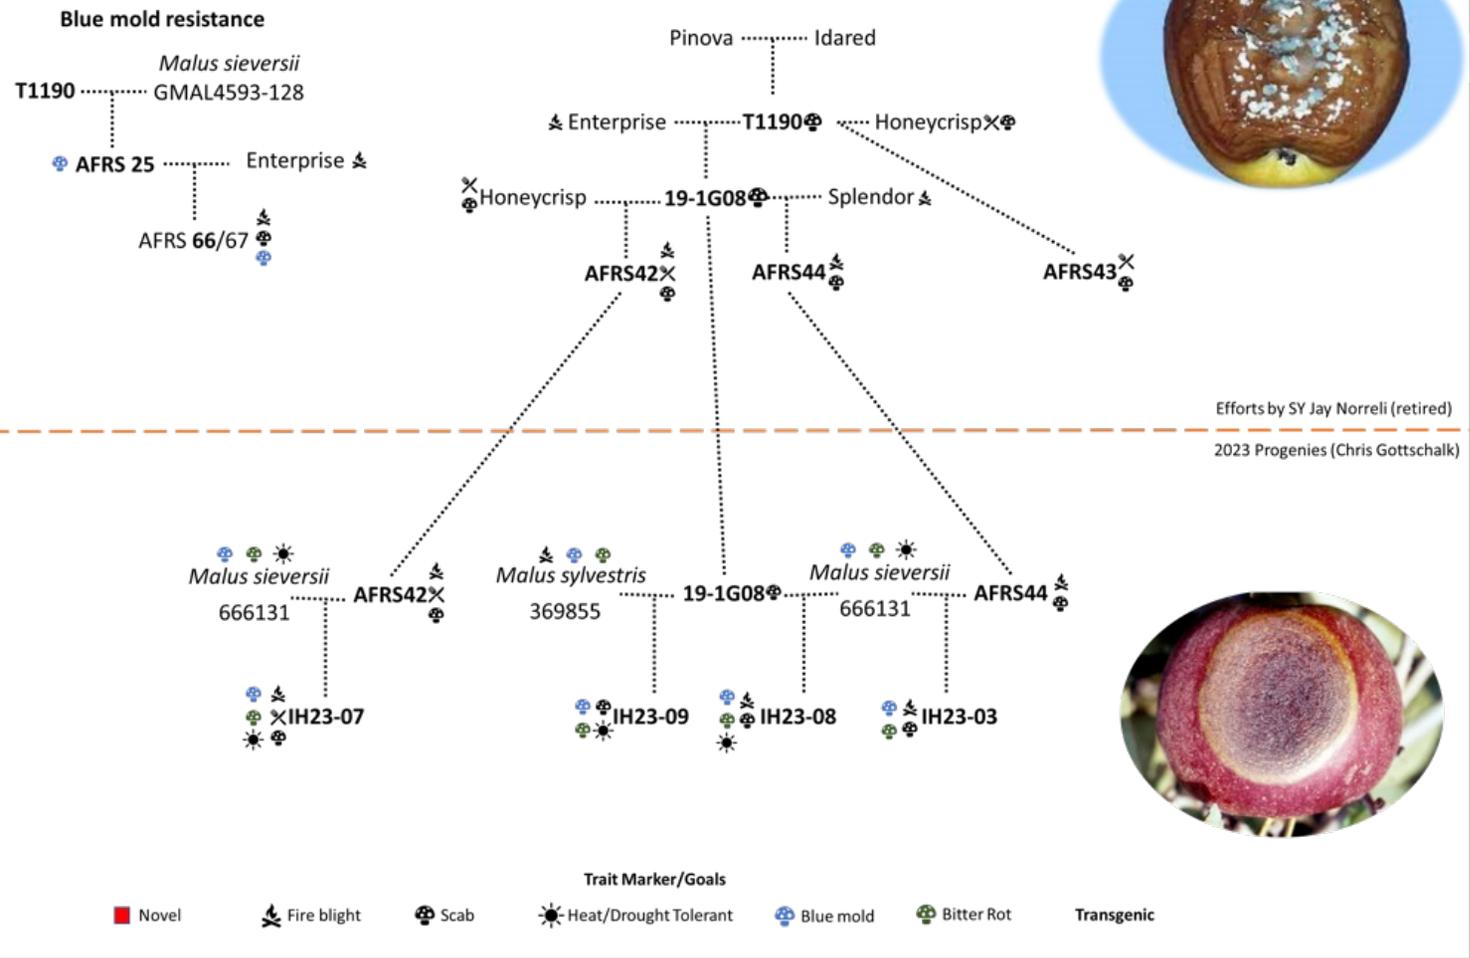 Blue mold resistance
Malus sieversii
T1190
GMAL4593-128
AFRS 25
Enterprise
AFRS 66/67
Pinova
Idared
Enterprise
T1190
Honeycrisp
Honeycrisp
19-1G08
Splendor
AFRS42
AFRS44
AFRS43
Efforts by SY Jay Norreli (retired)
2023 Progenies (Chris Gottschalk)
Malus sieversii
666131
AFRS42
Malus sylvestris
369855
19-1G08
Malus sieversii
666131
AFRS44
IH23-07
IH23-09
IH23-08
IH23-03
Trait Marker/Goals
Novel
Fire blight
Scab
Heat/Drought Tolerant
Blue mold
Bitter Rot
Transgenic